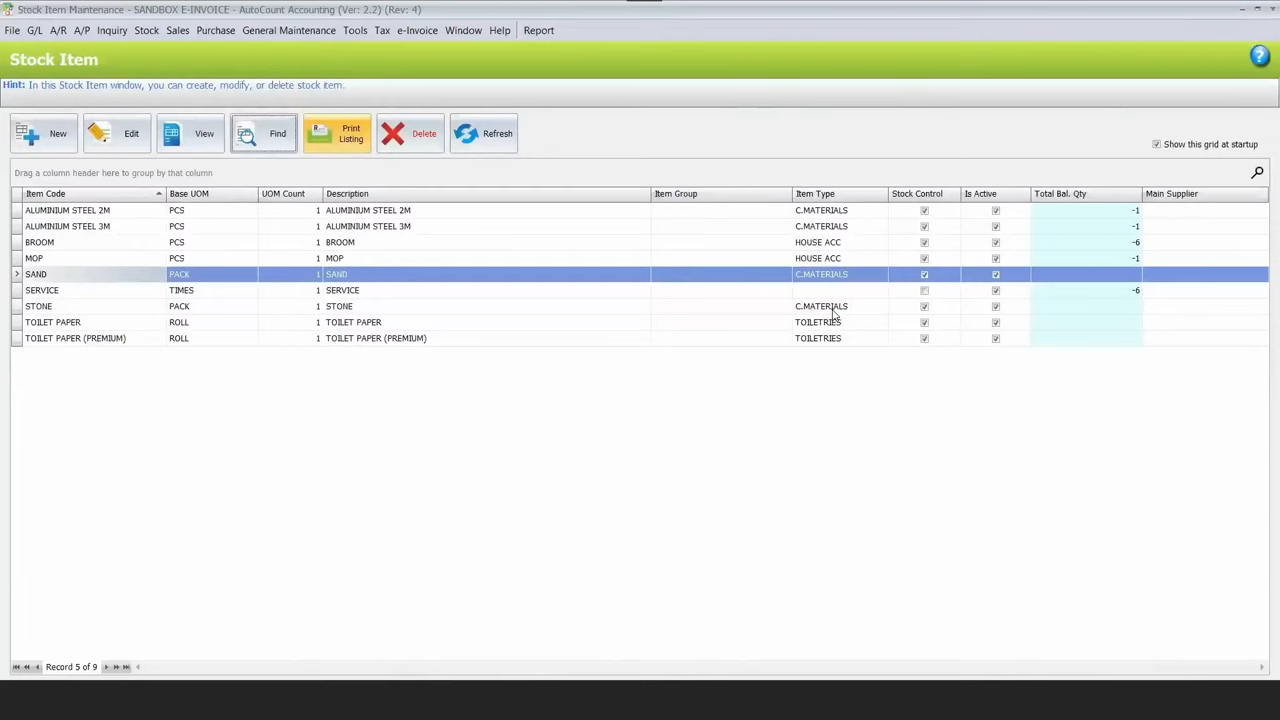 Stock Item Maintenance - SANDBOX E-INVOICE - AutoCount Accounting (Ver: 2.2) (Rev: 4)
File G/L A/R A/P Inquiry Stock Sales Purchase General Maintenance Tools Tax e-Invoice Window Help Report
Stock Item
Hint: In this Stock Item window, you can create, modify, or delete stock item.
New Edit View Find Print Listing Delete Refresh
Show this grid at startup
Drag a column header here to group by that column
Item Code Base UOM UOM Count Description Item Group Item Type Stock Control Is Active Total Bal. Qty Main Supplier
ALUMINIUM STEEL 2M PCS 1 ALUMINIUM STEEL 2M C.MATERIALS -1
ALUMINIUM STEEL 3M PCS 1 ALUMINIUM STEEL 3M C.MATERIALS -1
BROOM PCS 1 BROOM HOUSE ACC -6
MOP PCS 1 MOP HOUSE ACC -1
SAND PACK 1 SAND C.MATERIALS
SERVICE TIMES 1 SERVICE -6
STONE PACK 1 STONE C.MATERIALS
TOILET PAPER ROLL 1 TOILET PAPER TOILETRIES
TOILET PAPER (PREMIUM) ROLL 1 TOILET PAPER (PREMIUM) TOILETRIES
Record 5 of 9